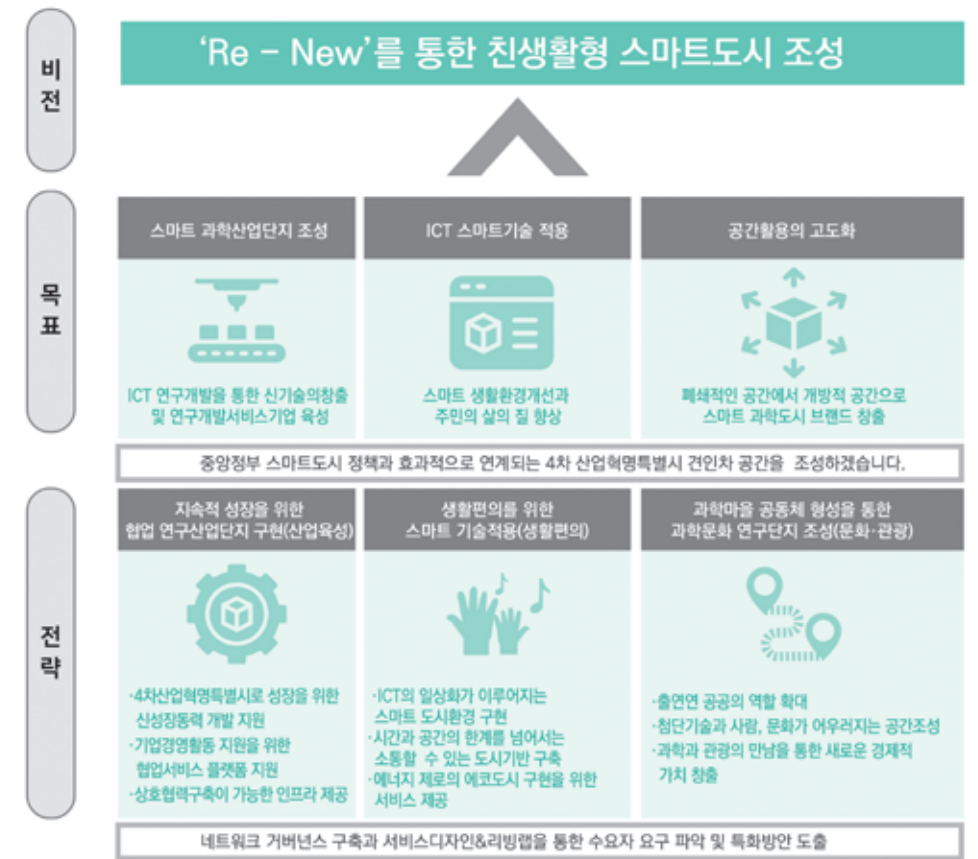 비전
'Re - New'를 통한 친생활형 스마트도시 조성
목표
스마트 과학산업단지 조성
ICT 연구개발을 통한 신기술의창출
및 연구개발서비스기업 육성
ICT 스마트기술 적용
스마트 생활환경개선과
주민의 삶의 질 향상
공간활용의 고도화
폐쇄적인 공간에서 개방적 공간으로
스마트 과학도시 브랜드 창출
중앙정부 스마트도시 정책과 효과적으로 연계되는 4차 산업혁명특별시 견인차 공간을 조성하겠습니다.
전략
지속적 성장을 위한
협업 연구산업단지 구현(산업육성)
·4차산업혁명특별시로 성장을 위한
신성장동력 개발 지원
·기업경영활동 지원을 위한
협업서비스 플랫폼 지원
·상호협력구축이 가능한 인프라 제공
생활편의를 위한
스마트 기술적용(생활편의)
·ICT의 일상화가 이루어지는
스마트 도시환경 구현
·시간과 공간의 한계를 넘어서는
소통할 수 있는 도시기반 구축
·에너지 제로의 에코도시 구현을 위한
서비스 제공
과학마을 공동체 형성을 통한
과학문화 연구단지 조성(문화·관광)
·출연연 공공의 역할 확대
·첨단기술과 사람, 문화가 어우러지는 공간조성
·과학과 관광의 만남을 통한 새로운 경제적
가치 창출
네트워크 거버넌스 구축과 서비스디자인&리빙랩을 통한 수요자 요구 파악 및 특화방안 도출